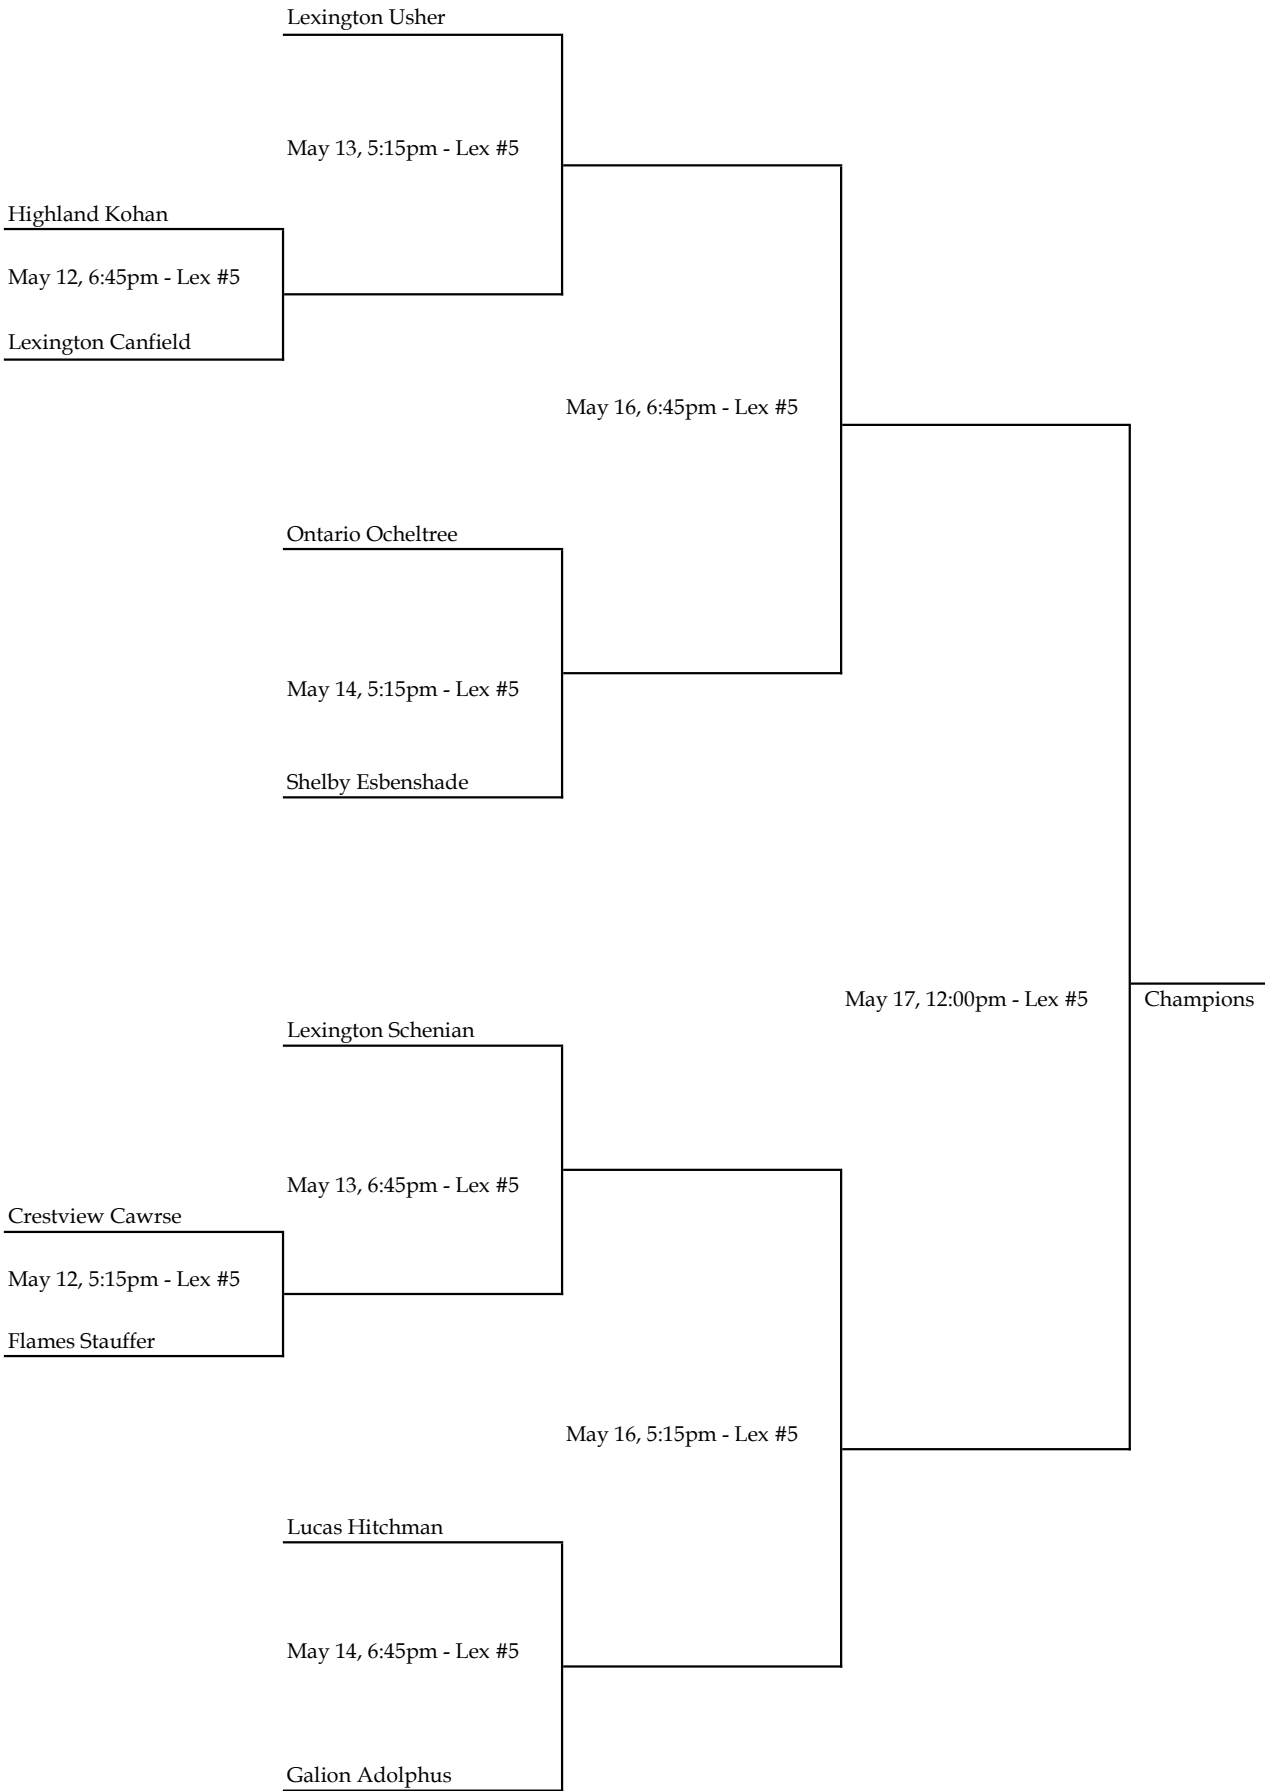 Lexington Usher
May 13, 5:15pm - Lex #5
Highland Kohan
May 12, 6:45pm - Lex #5
Lexington Canfield
May 16, 6:45pm - Lex #5
Ontario Ocheltree
May 14, 5:15pm - Lex #5
Shelby Esbenshade
May 17, 12:00pm - Lex #5
Champions
Lexington Schenian
May 13, 6:45pm - Lex #5
Crestview Cawrse
May 12, 5:15pm - Lex #5
Flames Stauffer
May 16, 5:15pm - Lex #5
Lucas Hitchman
May 14, 6:45pm - Lex #5
Galion Adolphus